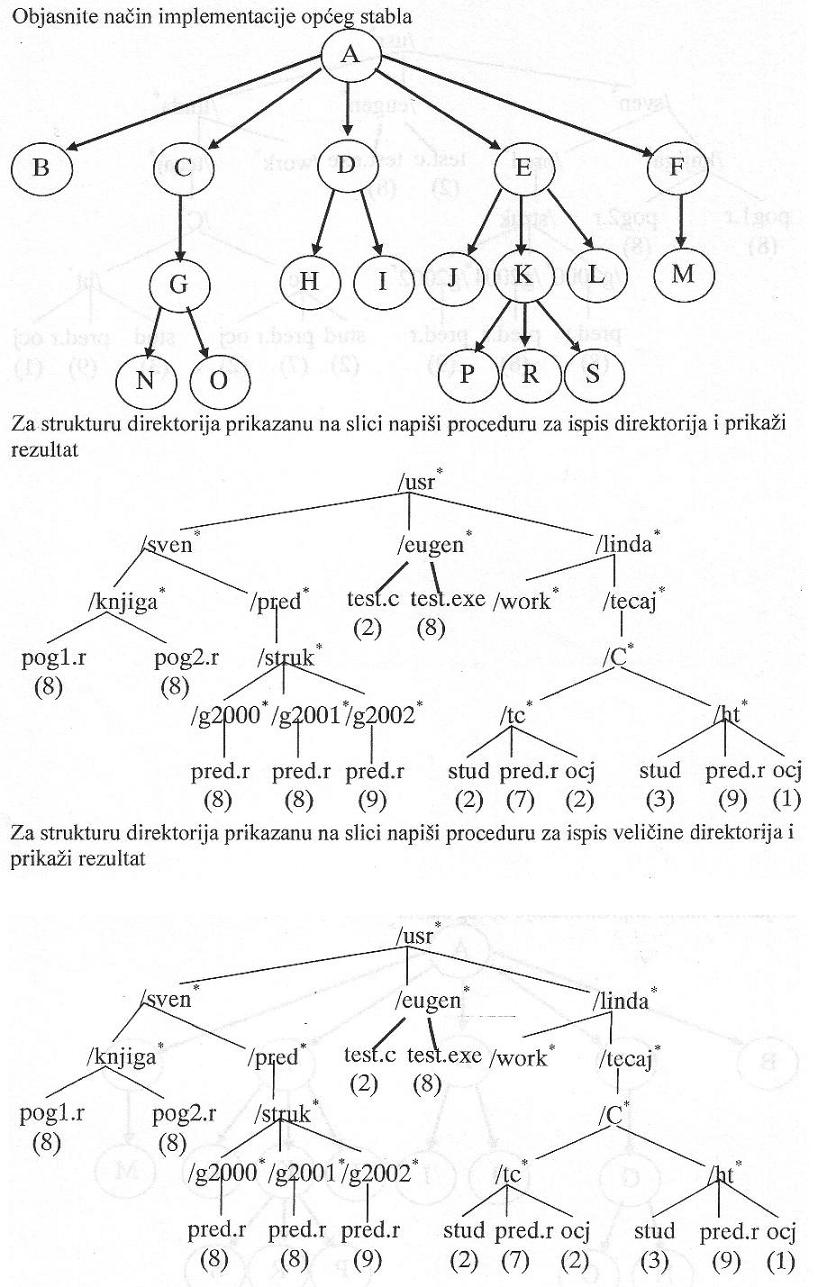 Objasnite način implementacije općeg stabla
A
B C D E F
G H I J K L M
N O P R S
Za strukturu direktorija prikazanu na slici napiši proceduru za ispis direktorija i prikaži
rezultat
/usr*
/sven* /eugen* /linda*
/knjiga* /pred* test.c test.exe /work* /tecaj*
(2) (8)
pog1.r pog2.r /struk* /C*
(8) (8)
/g2000* /g2001* /g2002* /tc* /ht*
pred.r pred.r pred.r stud pred.r ocj stud pred.r ocj
(8) (8) (9) (2) (7) (2) (3) (9) (1)
Za strukturu direktorija prikazanu na slici napiši proceduru za ispis veličine direktorija i
prikaži rezultat
/usr*
/sven* /eugen* /linda*
/knjiga* /pred* test.c test.exe /work* /tecaj*
(2) (8)
pog1.r pog2.r /struk* /C*
(8) (8)
/g2000* /g2001* /g2002* /tc* /ht*
pred.r pred.r pred.r stud pred.r ocj stud pred.r ocj
(8) (8) (9) (2) (7) (2) (3) (9) (1)